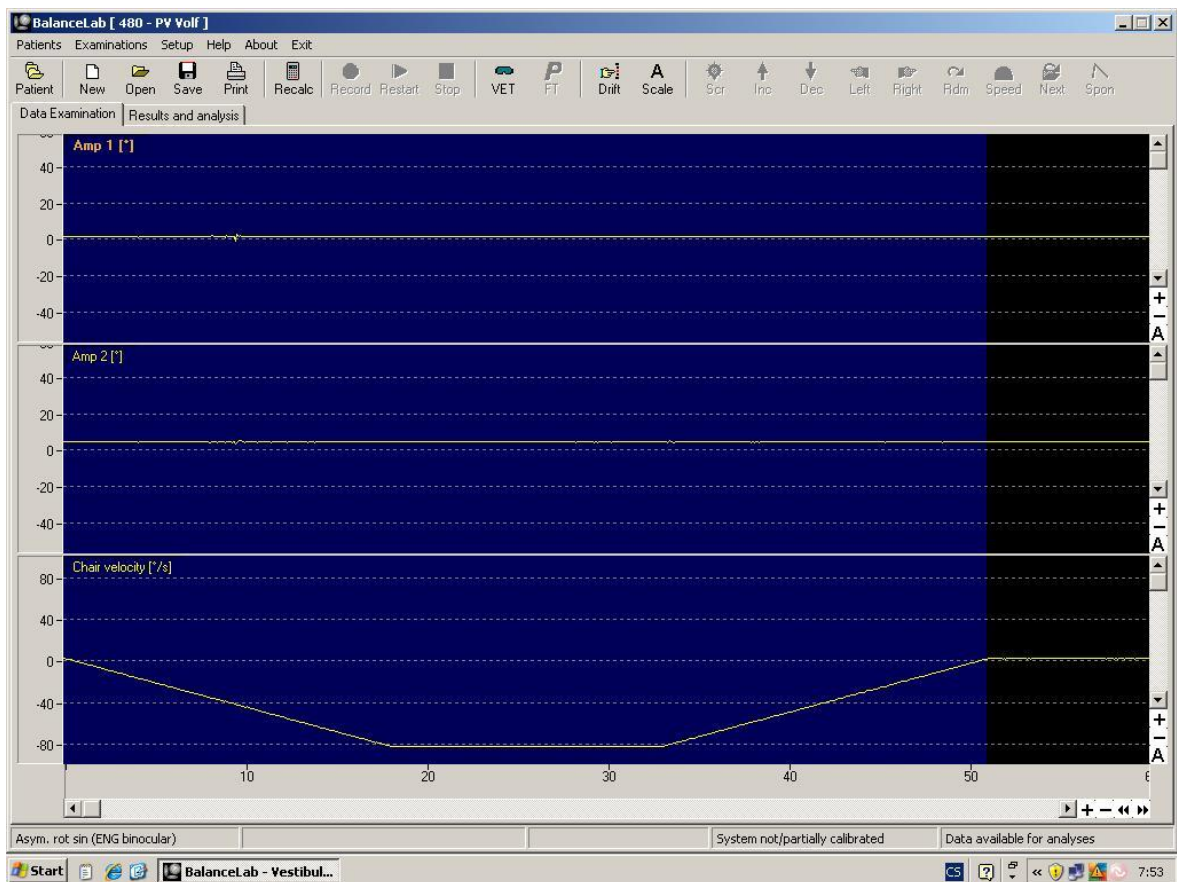 BalanceLab [ 480 - PV Volf ]
Patients Examinations Setup Help About Exit
Patient New Open Save Print Recalc Record Restart Stop VET FT Drift Scale Scr Inc Dec Left Right Rdm Speed Next Spon
Data Examination Results and analysis
Amp 1 [*]
40
20
0
-20
-40
A
Amp 2 [*]
40
20
0
-20
-40
A
Chair velocity [*/s]
80
40
0
-40
-80
A
10 20 30 40 50
Asym. rot sin (ENG binocular) System not/partially calibrated Data available for analyses
Start BalanceLab - Vestibul... CS 7:53